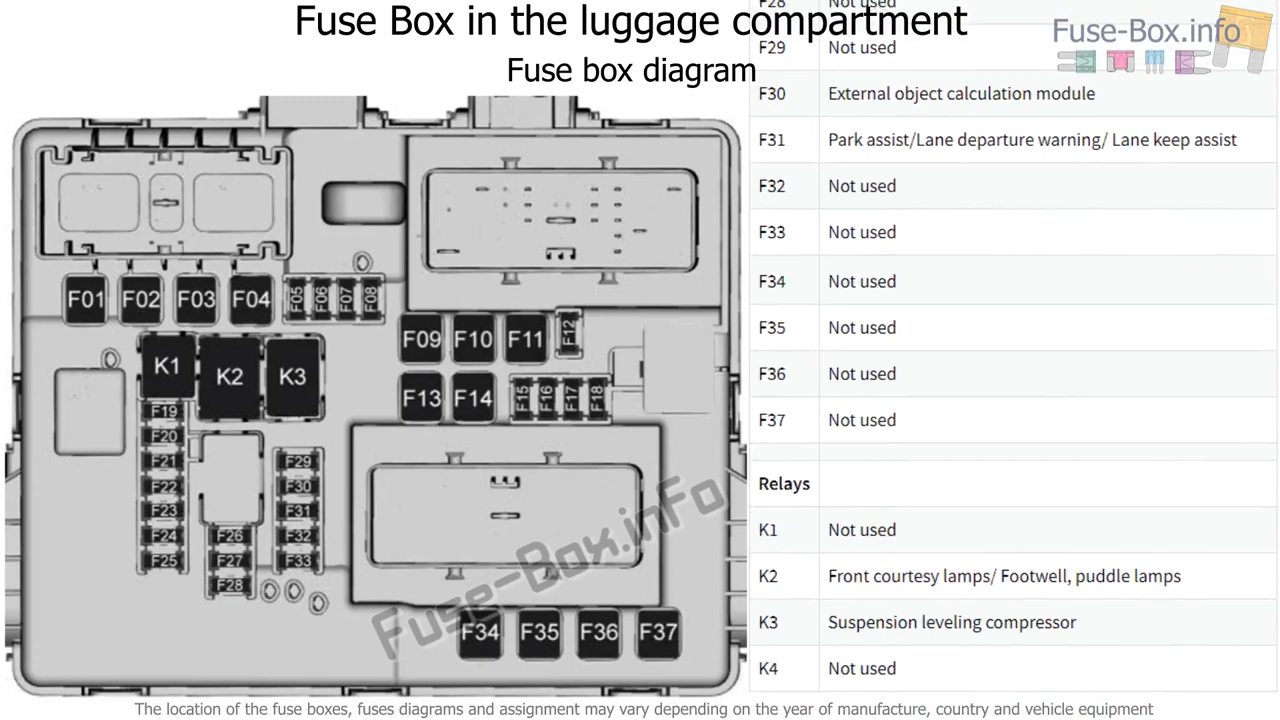 Fuse Box in the luggage compartment
Fuse box diagram
Fuse-Box.info
F28 Not used
F29 Not used
F30 External object calculation module
F31 Park assist/Lane departure warning/ Lane keep assist
F32 Not used
F33 Not used
F34 Not used
F35 Not used
F36 Not used
F37 Not used
Relays
K1 Not used
K2 Front courtesy lamps/ Footwell, puddle lamps
K3 Suspension leveling compressor
K4 Not used
F01 F02 F03 F04 F05 F06 F07 F08
F09 F10 F11 F12
K1 K2 K3
F13 F14 F15 F16 F17 F18
F19
F20
F21
F22
F23
F24
F25
F26
F27
F28
F29
F30
F31
F32
F33
F34 F35 F36 F37
Fuse-Box.info
The location of the fuse boxes, fuses diagrams and assignment may vary depending on the year of manufacture, country and vehicle equipment